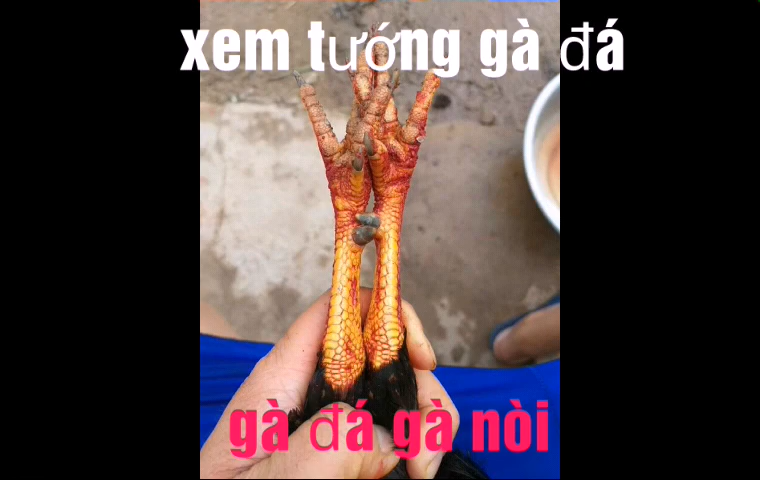 xem tướng gà đá
gà đá gà nòi